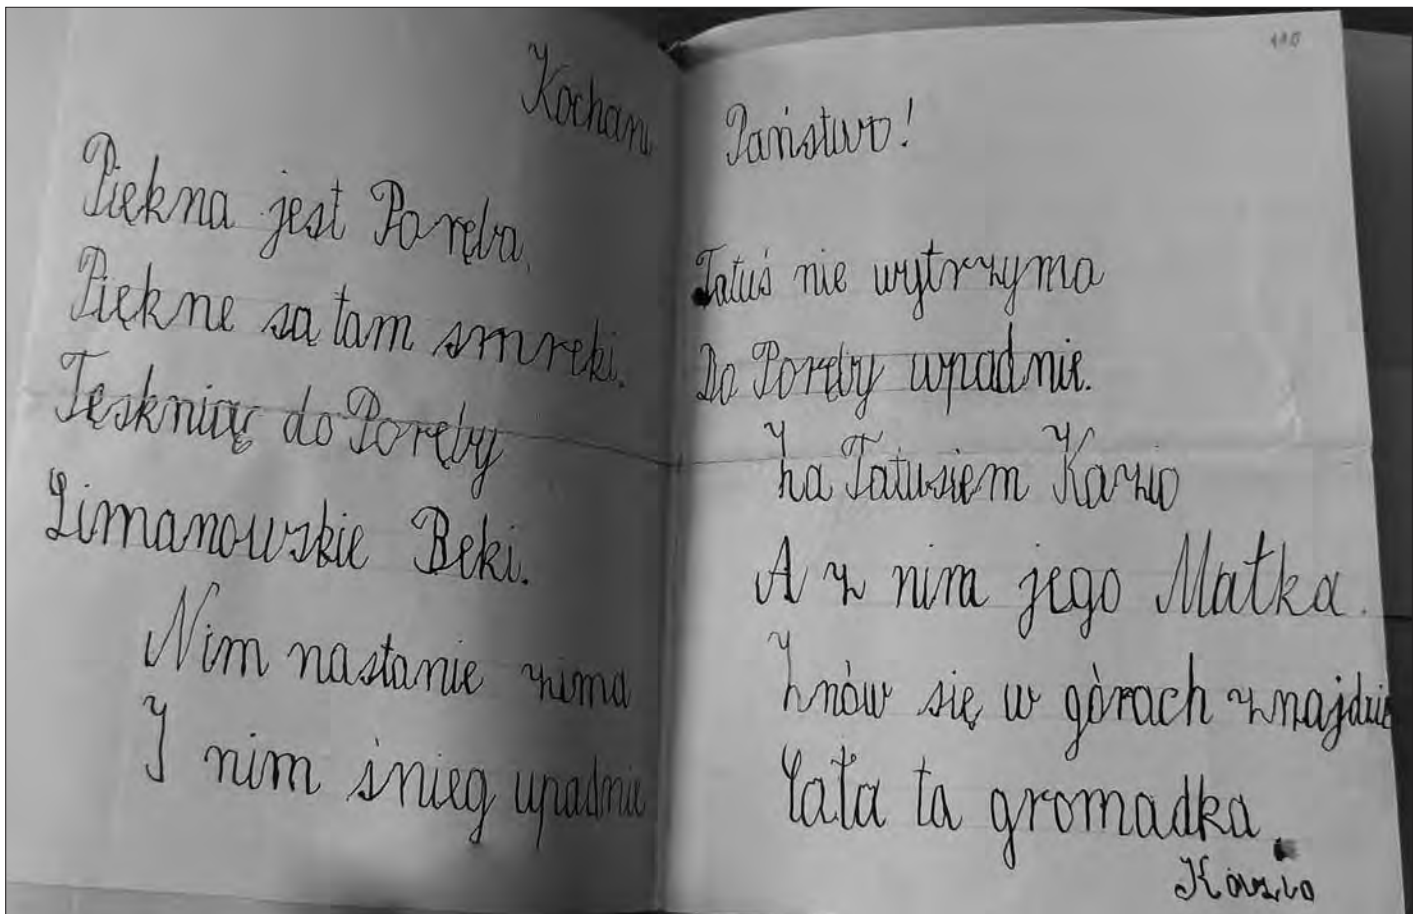 Kochani
Piękna jest Poręba,
Piękne są tam smreki.
Tęsknią do Poręby
Limanowskie Beki.
Nim nastanie zima
I nim śnieg upadnie
Państwo!
Tatuś nie wytrzyma
Do Poręby wpadnie.
Za Tatusiem Kazio
A z nim jego Matka.
Znów się w górach znajdzie
Cała ta gromadka.
Kazio